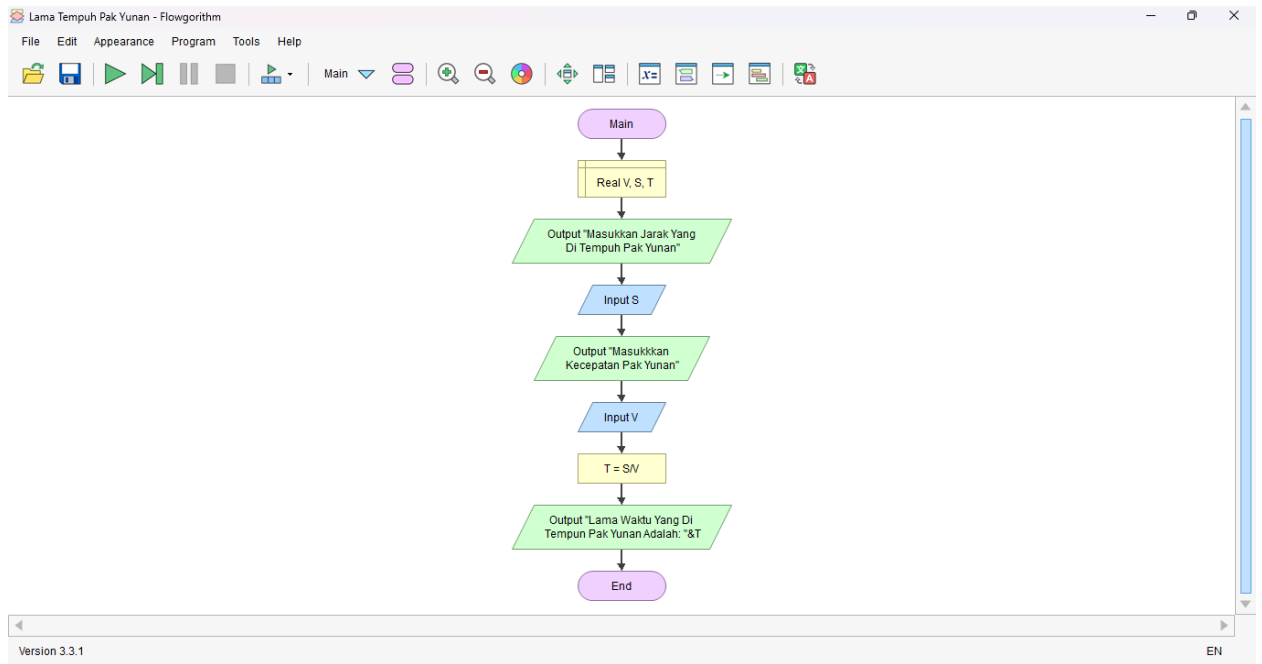 Lama Tempuh Pak Yunan - Flowgorithm
File Edit Appearance Program Tools Help
Main
x=
Main
Real V, S, T
Output "Masukkan Jarak Yang
Di Tempuh Pak Yunan"
Input S
Output "Masukkkan
Kecepatan Pak Yunan"
Input V
T = S/V
Output "Lama Waktu Yang Di
Tempun Pak Yunan Adalah: "&T
End
Version 3.3.1 EN